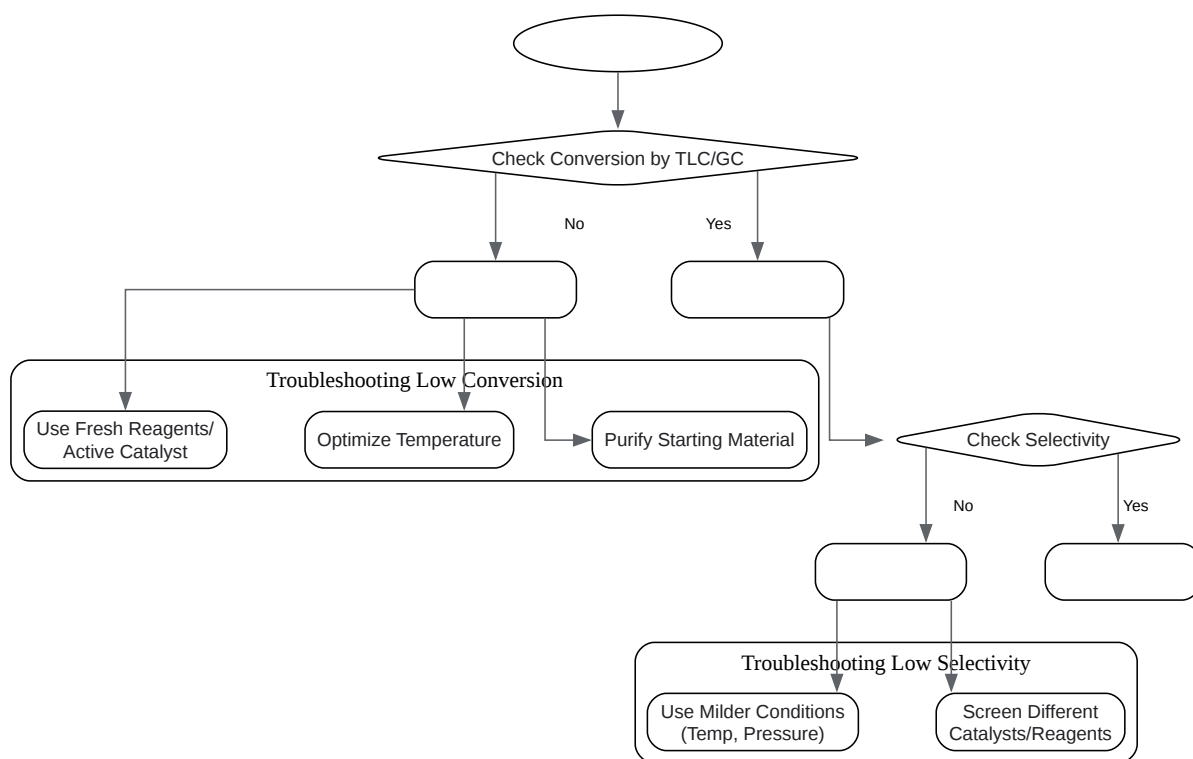 Check Conversion by TLC/GC
No
Yes
Troubleshooting Low Conversion
Use Fresh Reagents/
Active Catalyst
Optimize Temperature
Purify Starting Material
Check Selectivity
No
Yes
Troubleshooting Low Selectivity
Use Milder Conditions
(Temp, Pressure)
Screen Different
Catalysts/Reagents